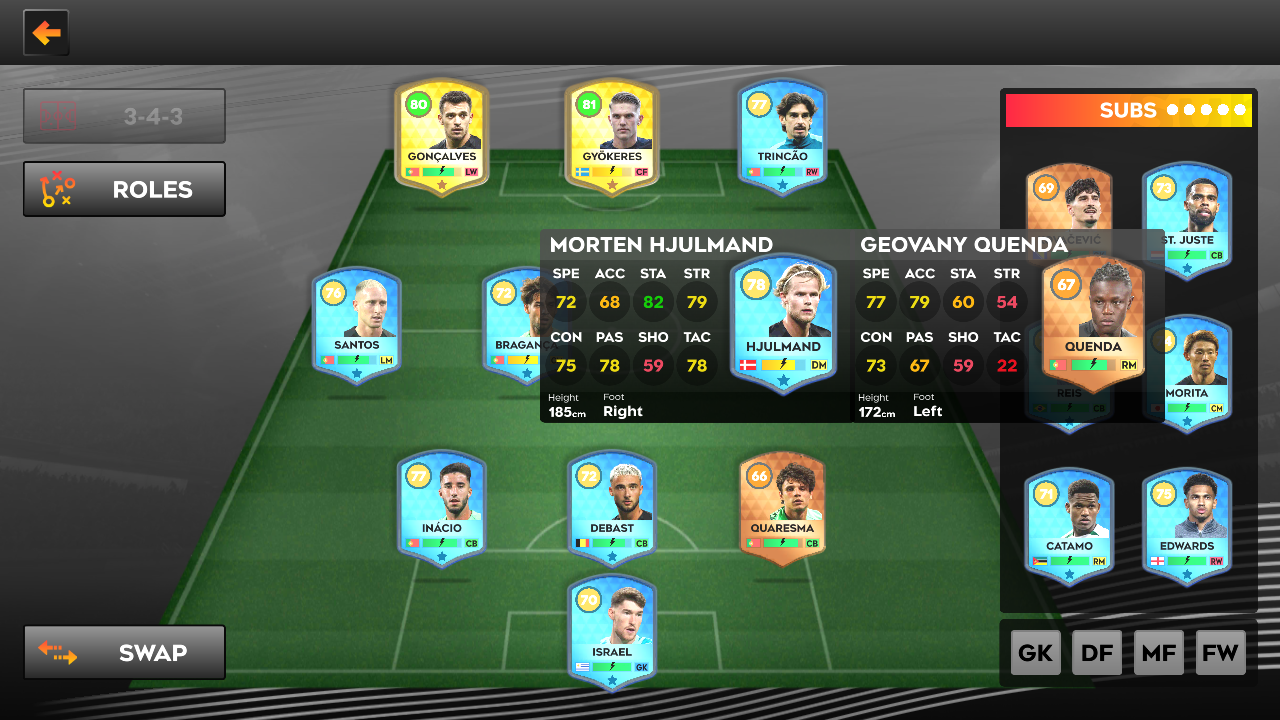 3-4-3
ROLES
80
GONÇALVES
LW
81
GYÖKERES
CF
77
TRINCÃO
RW
SUBS
69
73
ST. JUSTE
CB
76
SANTOS
LM
72
MORTEN HJULMAND
SPE ACC STA STR
72 68 82 79
CON PAS SHO TAC
75 78 59 78
Height Foot
185cm Right
78
HJULMAND
DM
GEOVANY QUENDA
SPE ACC STA STR
77 79 60 54
CON PAS SHO TAC
73 67 59 22
Height Foot
172cm Left
67
QUENDA
RM
REIS
CB
MORITA
CM
77
INÁCIO
CB
72
DEBAST
CB
66
QUARESMA
CB
71
CATAMO
RM
75
EDWARDS
RW
70
ISRAEL
GK
SWAP
GK DF MF FW